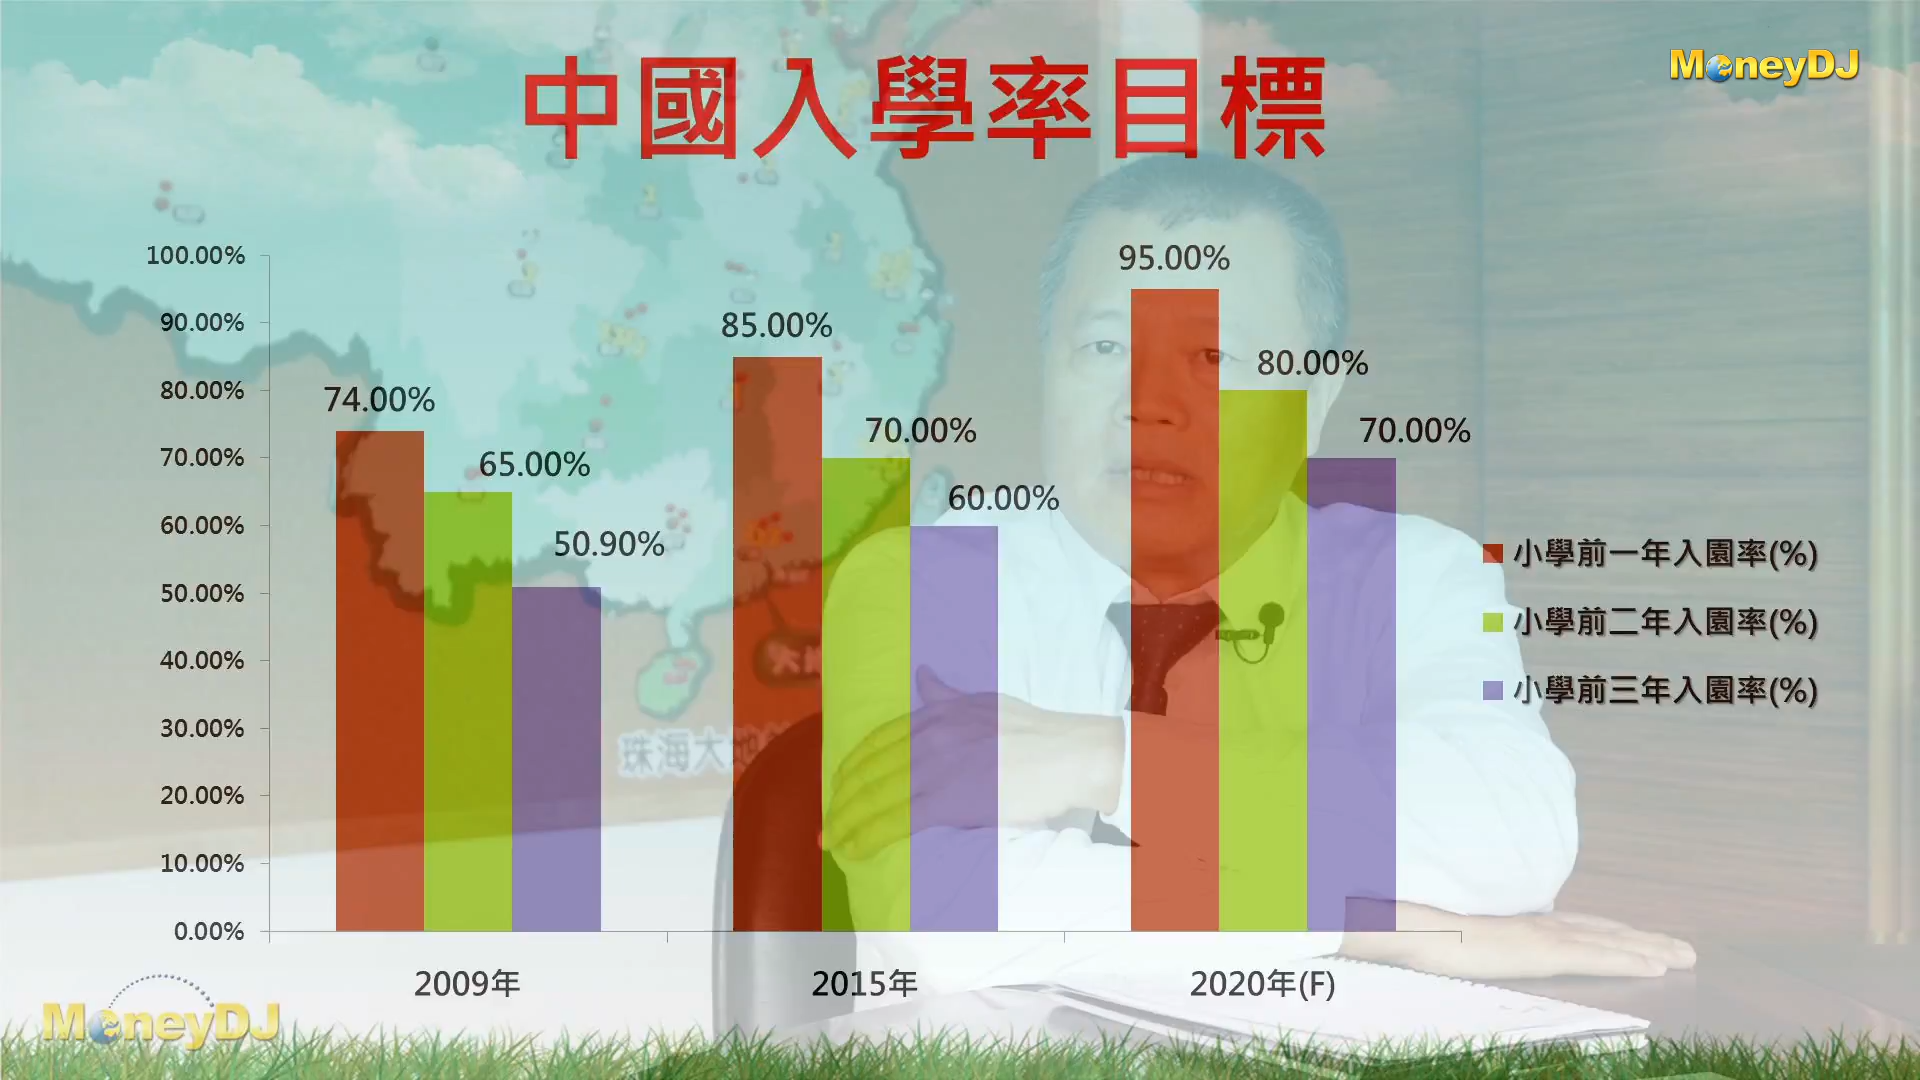 中國入學率目標
MoneyDJ
100.00%
90.00%
80.00%
70.00%
60.00%
50.00%
40.00%
30.00%
20.00%
10.00%
0.00%
74.00%
65.00%
50.90%
85.00%
70.00%
60.00%
95.00%
80.00%
70.00%
小學前一年入園率(%)
小學前二年入園率(%)
小學前三年入園率(%)
珠海大地
2009年
2015年
2020年(F)
MoneyDJ